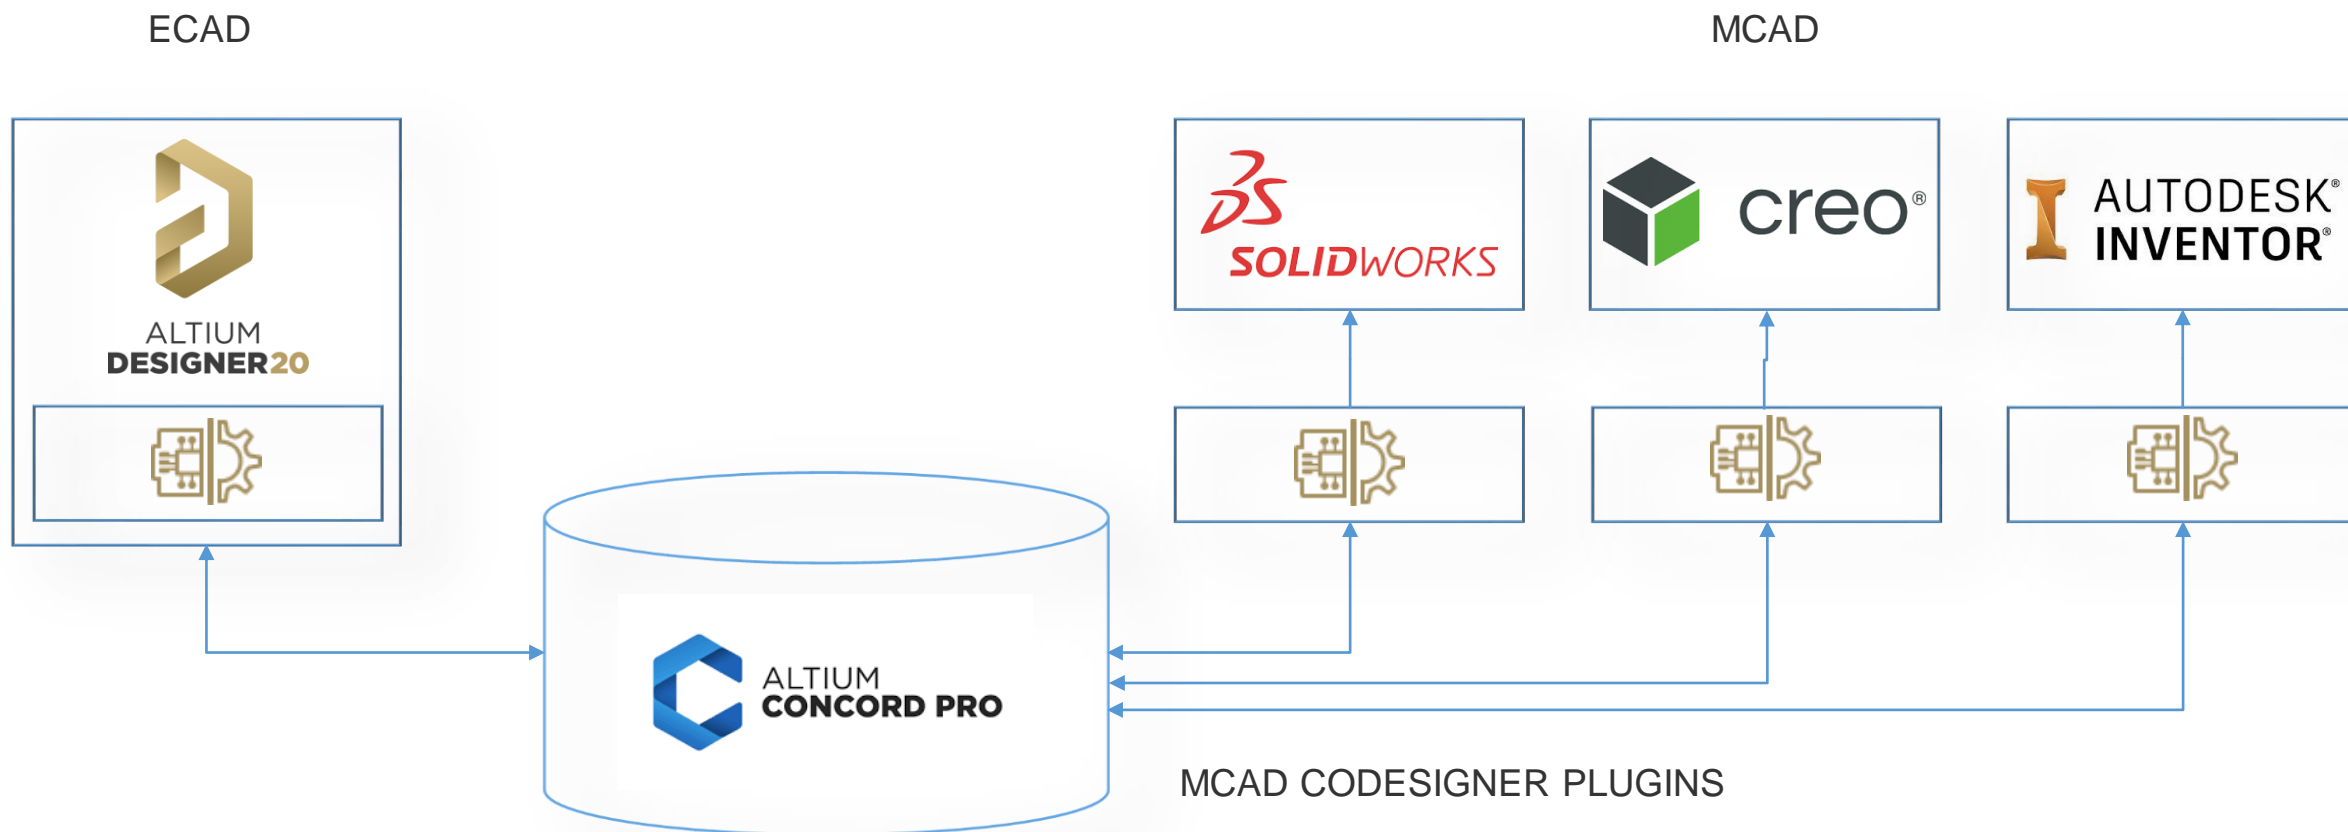 ECAD
MCAD
ALTIUM
DESIGNER20
SOLIDWORKS
creo®
AUTODESK®
INVENTOR®
ALTIUM
CONCORD PRO
MCAD CODESIGNER PLUGINS